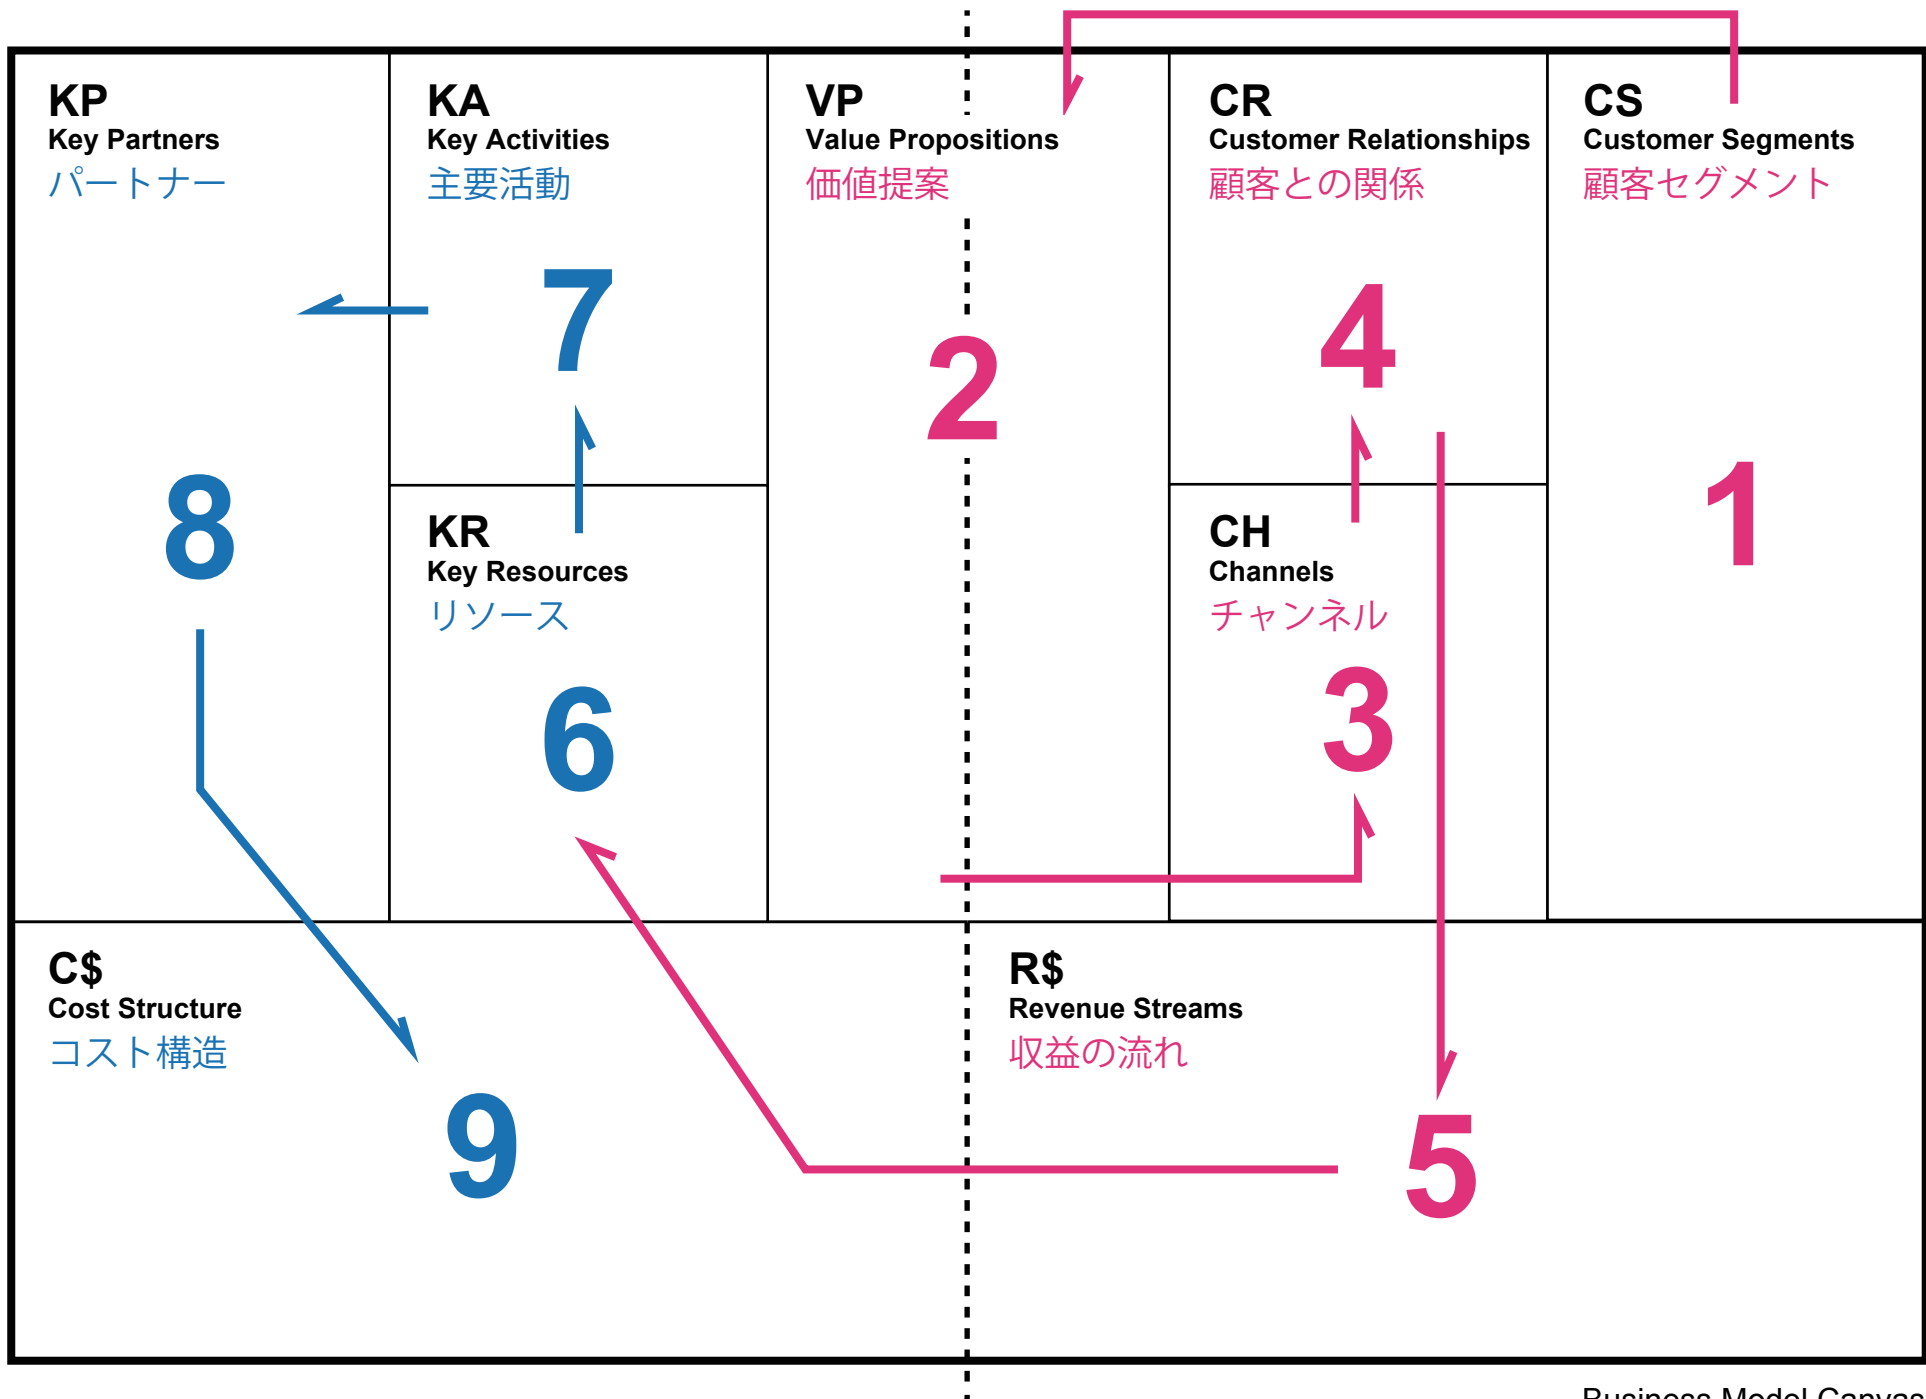 KP
Key Partners
パートナー
8
KA
Key Activities
主要活動
7
KR
Key Resources
リソース
6
VP
Value Propositions
価値提案
2
CR
Customer Relationships
顧客との関係
4
CH
Channels
チャンネル
3
CS
Customer Segments
顧客セグメント
1
C$
Cost Structure
コスト構造
9
R$
Revenue Streams
収益の流れ
5
Business Model Canvas